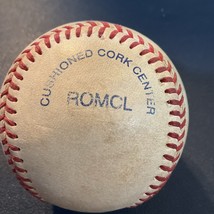 CUSHIONED CORK CENTER
ROMCL